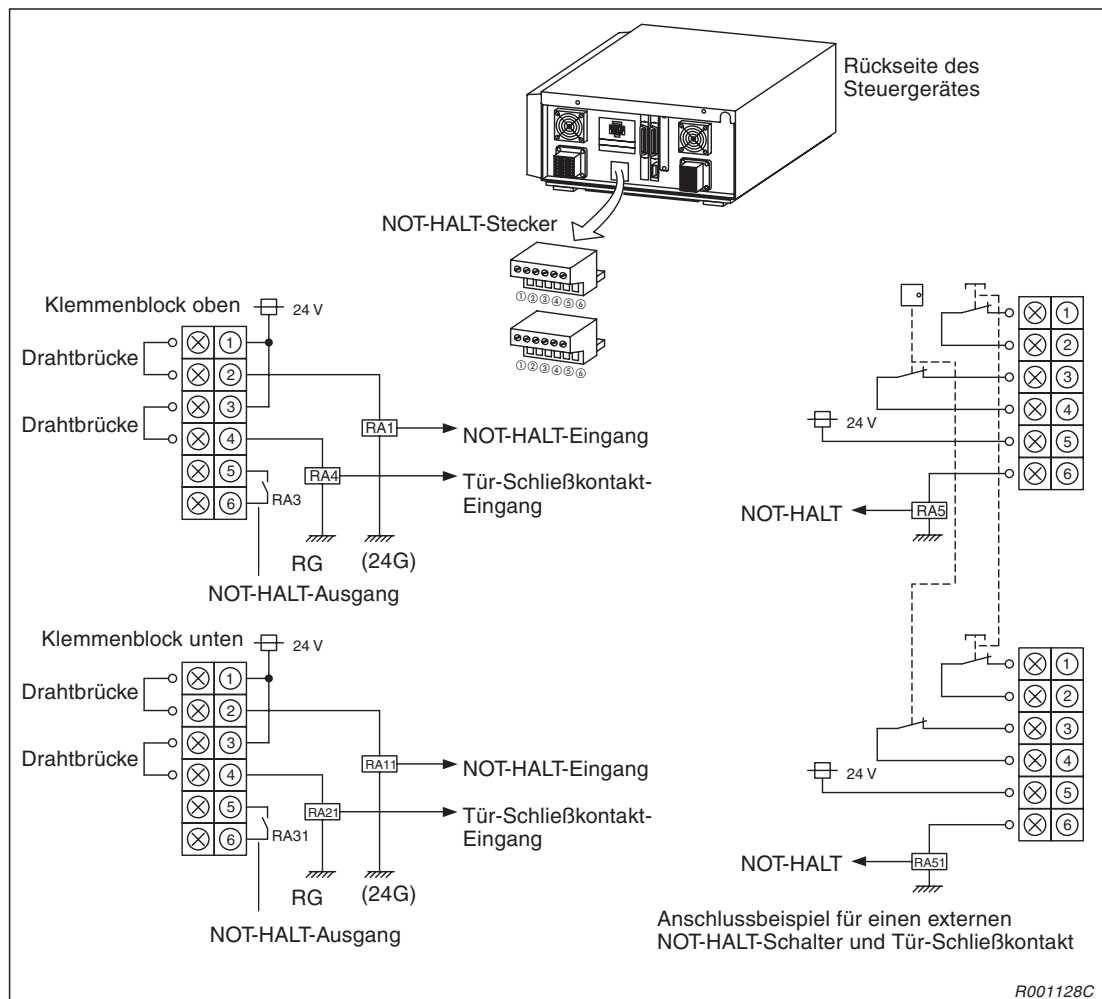 Rückseite des
Steuergerätes
NOT-HALT-Stecker
①②③④⑤⑥
①②③④⑤⑥
Klemmenblock oben
24 V
Drahtbrücke
Drahtbrücke
①
②
③
④
⑤
⑥
RA1
NOT-HALT-Eingang
RA4
Tür-Schließkontakt-
Eingang
RA3
RG
(24G)
NOT-HALT-Ausgang
Klemmenblock unten
24 V
Drahtbrücke
Drahtbrücke
①
②
③
④
⑤
⑥
RA11
NOT-HALT-Eingang
RA21
Tür-Schließkontakt-
Eingang
RA31
RG
(24G)
NOT-HALT-Ausgang
①
②
③
④
⑤
⑥
24 V
NOT-HALT
RA5
①
②
③
④
⑤
⑥
24 V
NOT-HALT
RA51
Anschlussbeispiel für einen externen
NOT-HALT-Schalter und Tür-Schließkontakt
R001128C